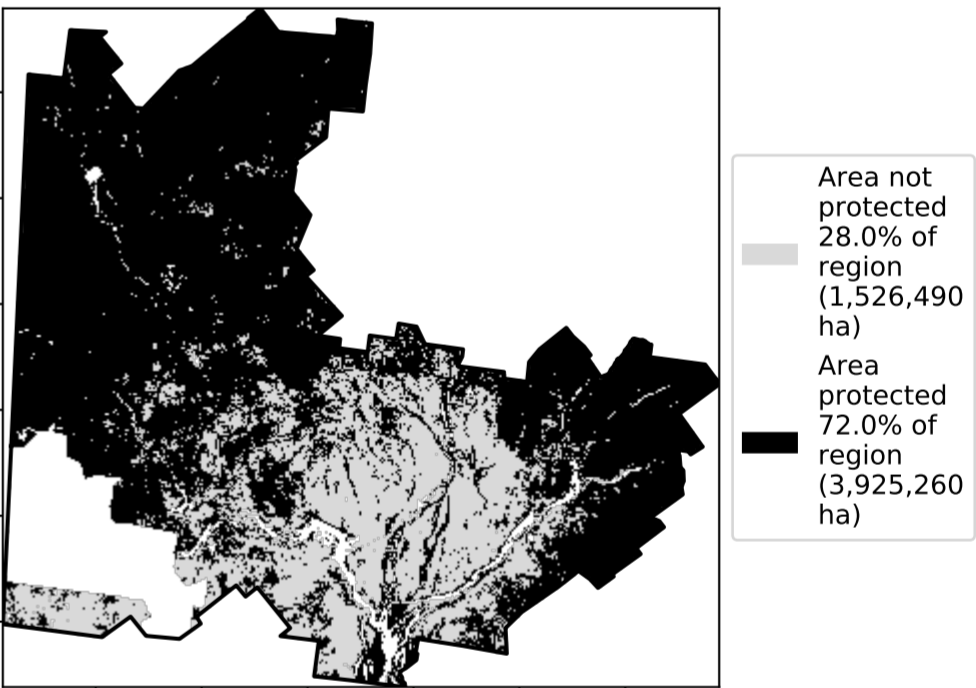 Area not
protected
28.0% of
region
(1,526,490
ha)
Area
protected
72.0% of
region
(3,925,260
ha)